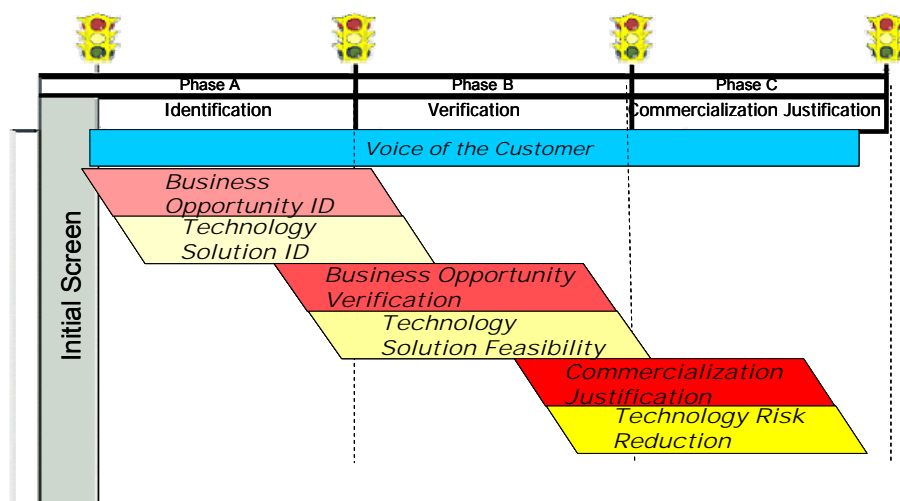 Phase A
Phase B
Phase C
Identification
Verification
Commercialization Justification
Voice of the Customer
Business
Opportunity ID
Technology
Solution ID
Business Opportunity
Verification
Technology
Solution Feasibility
Commercialization
Justification
Technology Risk
Reduction
Initial Screen